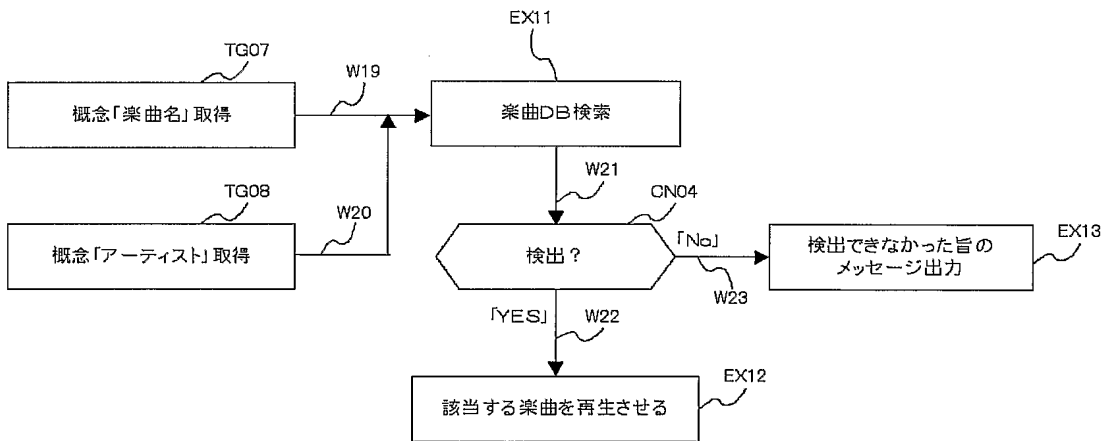 EX11
TG07
W19
概念「楽曲名」取得
楽曲DB検索
W21
TG08
W20
CN04
概念「アーティスト」取得
検出？
「No」
W23
検出できなかった旨の
メッセージ出力
EX13
「YES」
W22
EX12
該当する楽曲を再生させる